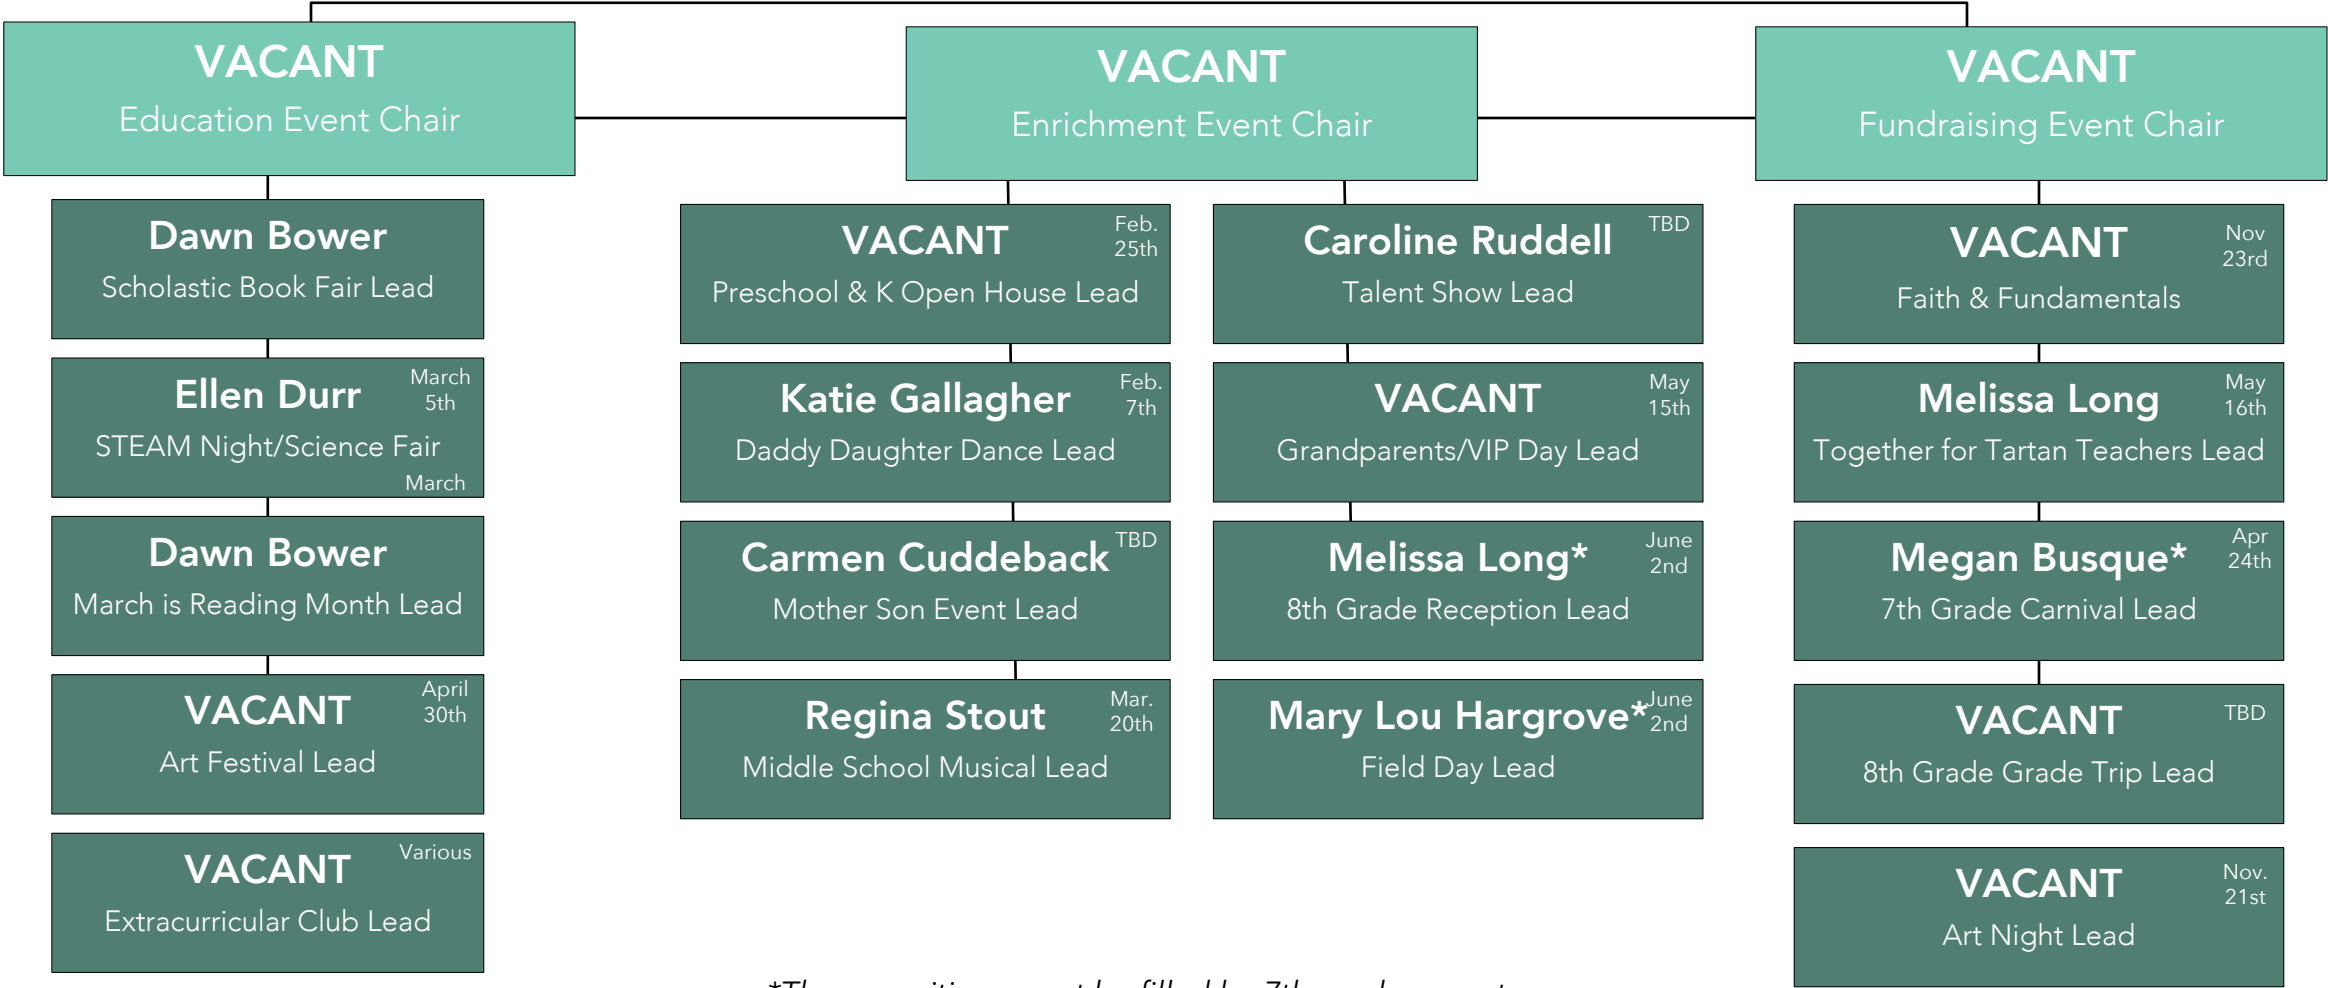 VACANT
Education Event Chair
VACANT
Enrichment Event Chair
VACANT
Fundraising Event Chair
Dawn Bower
Scholastic Book Fair Lead
Ellen Durr
March
5th
STEAM Night/Science Fair
March
Dawn Bower
March is Reading Month Lead
VACANT
April
30th
Art Festival Lead
VACANT
Various
Extracurricular Club Lead
VACANT
Feb.
25th
Preschool & K Open House Lead
Katie Gallagher
Feb.
7th
Daddy Daughter Dance Lead
Carmen Cuddeback
TBD
Mother Son Event Lead
Regina Stout
Mar.
20th
Middle School Musical Lead
Caroline Ruddell
TBD
Talent Show Lead
VACANT
May
15th
Grandparents/VIP Day Lead
Melissa Long*
June
2nd
8th Grade Reception Lead
Mary Lou Hargrove*
June
2nd
Field Day Lead
VACANT
Nov
23rd
Faith & Fundamentals
Melissa Long
May
16th
Together for Tartan Teachers Lead
Megan Busque*
Apr
24th
7th Grade Carnival Lead
VACANT
TBD
8th Grade Grade Trip Lead
VACANT
Nov.
21st
Art Night Lead